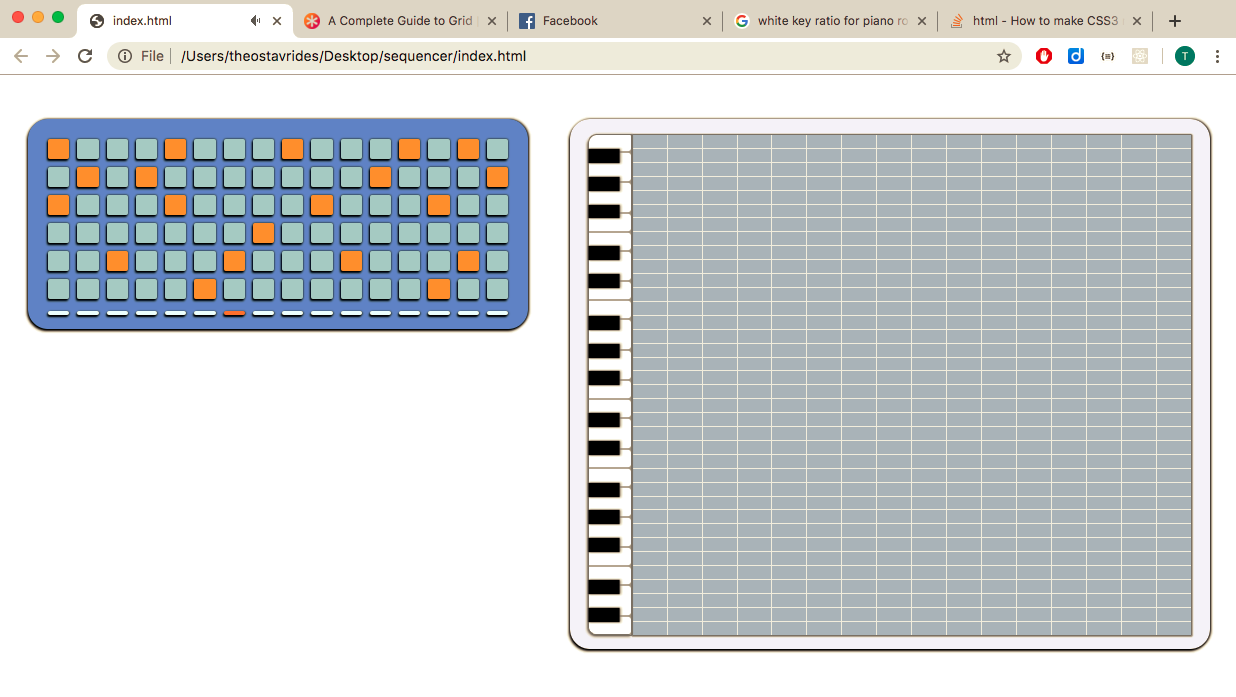 index.html
A Complete Guide to Grid
Facebook
white key ratio for piano ro
html - How to make CSS3
File
/Users/theostavrides/Desktop/sequencer/index.html
T